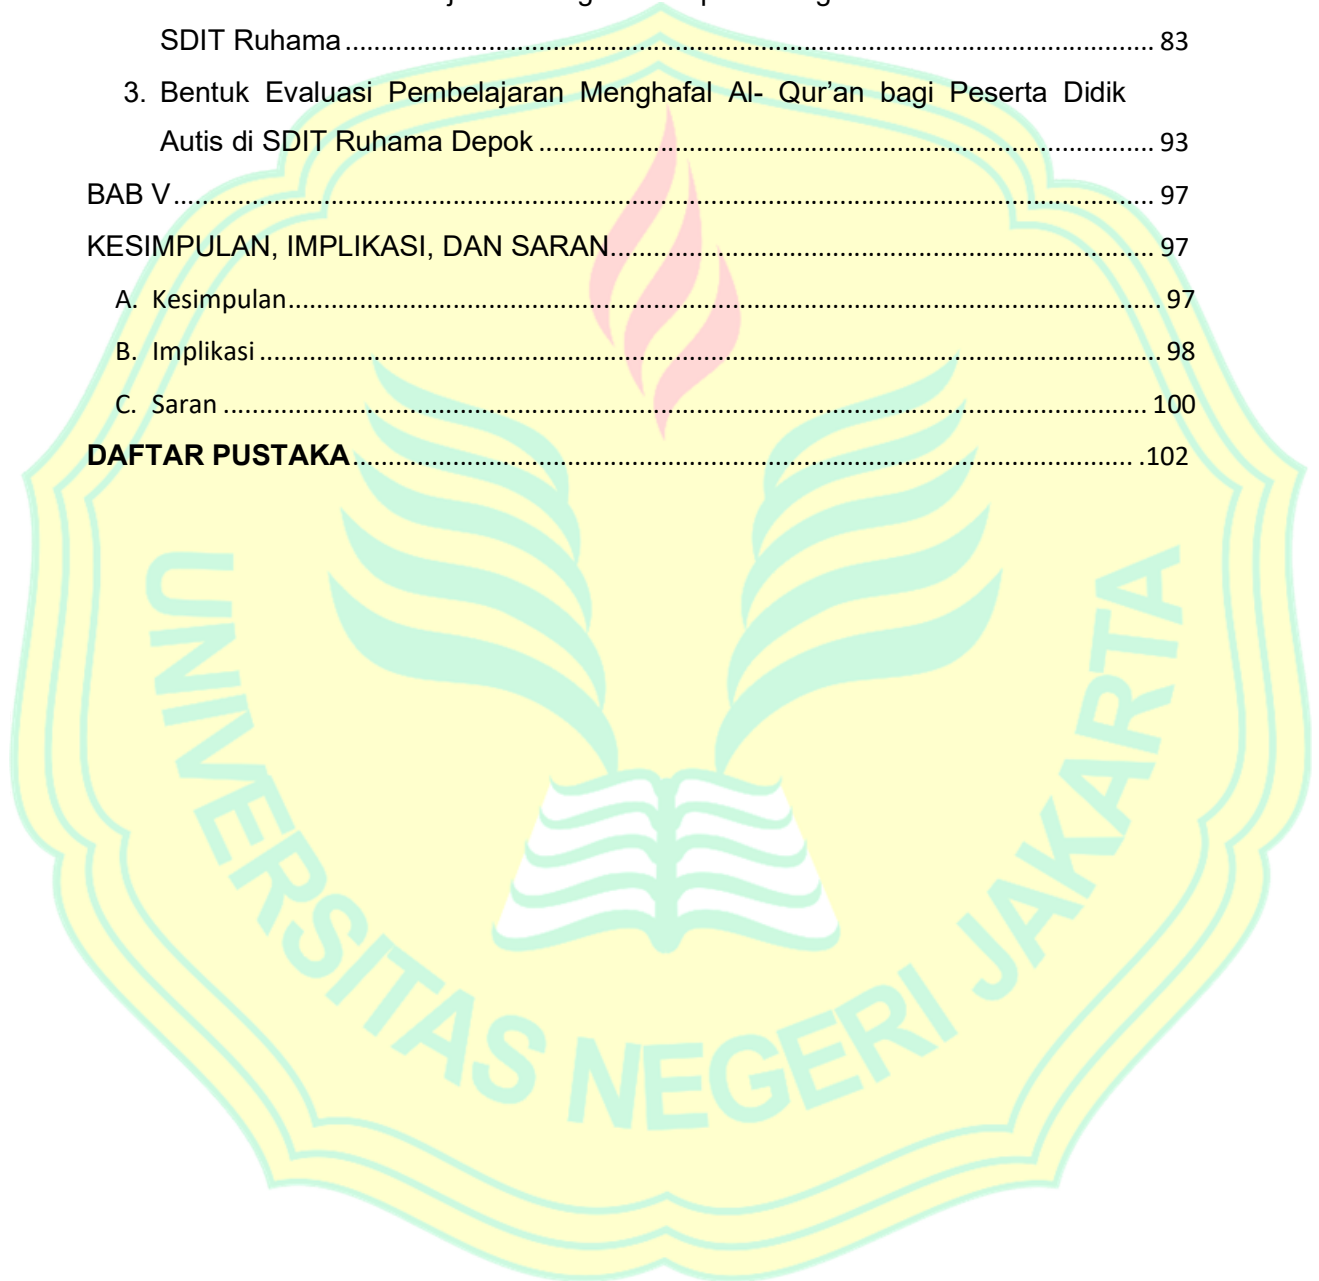 SDIT Ruhama.................................................. 83
3. Bentuk Evaluasi Pembelajaran Menghafal Al- Qur’an bagi Peserta Didik
Autis di SDIT Ruhama Depok.................................................. 93
BAB V.................................................. 97
KESIMPULAN, IMPLIKASI, DAN SARAN.................................................. 97
A. Kesimpulan.................................................. 97
B. Implikasi.................................................. 98
C. Saran.................................................. 100
DAFTAR PUSTAKA.................................................. .102
UNIVERSITAS NEGERI JAKARTA